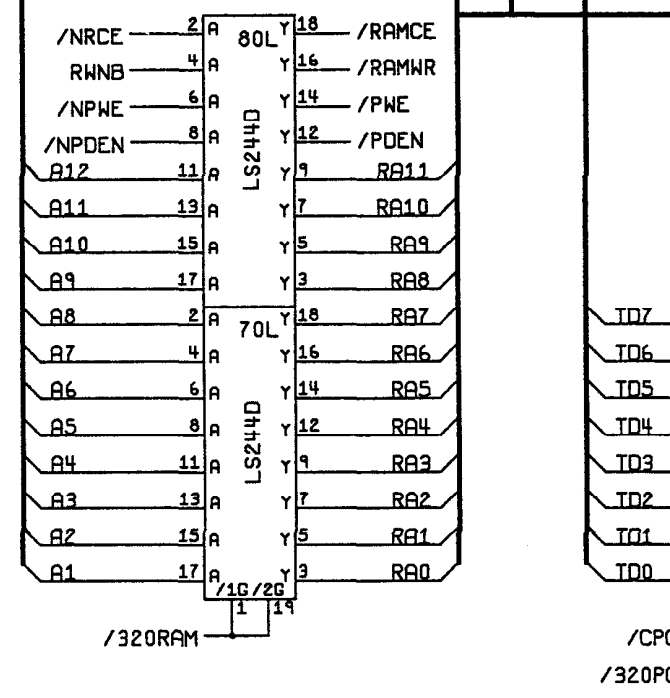 /NRCE 2 A 80L Y 18 /RAMCE
RWNB 4 A Y 16 /RAMWR
/NPWE 6 A Y 14 /PWE
/NPDEN 8 A Y 12 /PDEN
LS244D
A12 11 A Y 9 RA11
A11 13 A Y 7 RA10
A10 15 A Y 5 RA9
A9 17 A Y 3 RA8
A8 2 A 70L Y 18 RA7 TD7
A7 4 A Y 16 RA6 TD6
A6 6 A Y 14 RA5 TD5
A5 8 A Y 12 RA4 TD4
LS244D
A4 11 A Y 9 RA3 TD3
A3 13 A Y 7 RA2 TD2
A2 15 A Y 5 RA1 TD1
A1 17 A Y 3 RA0 TD0
/1G /2G
1 19
/320RAM